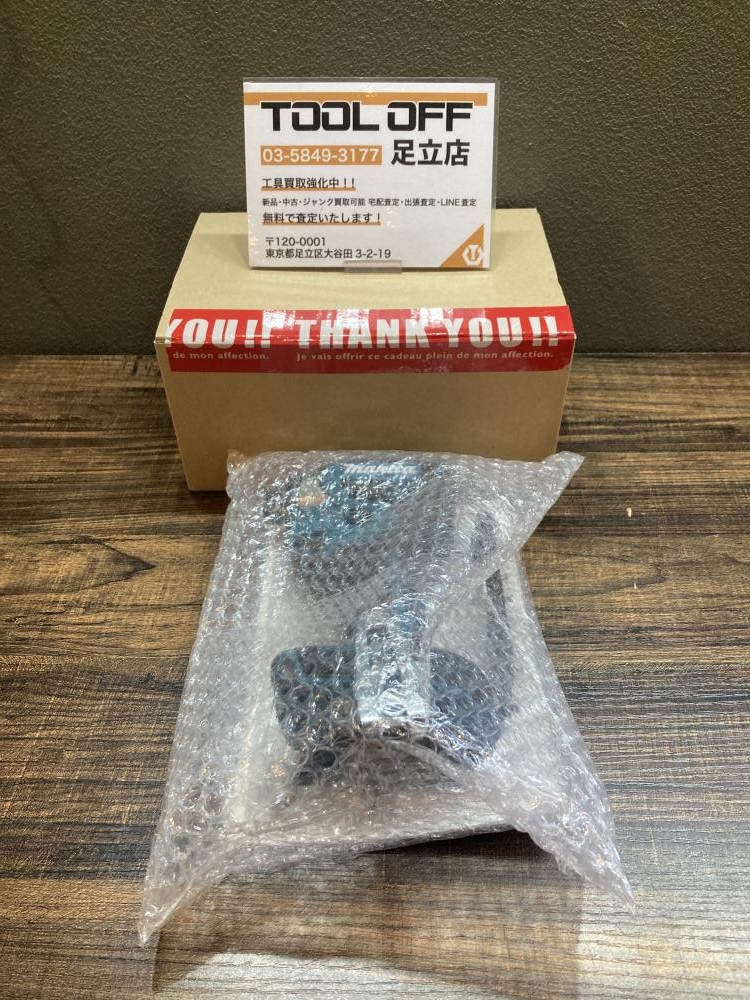 TOOL OFF
03-5849-3177 足立店
工具買取強化中！！
新品・中古・ジャンク買取可能 宅配査定・出張査定・LINE査定
無料で査定いたします！
〒120-0001
東京都足立区大谷田3-2-19
YOU!! THANK YOU!!
de mon affection. Je vais offrir ce cadeau plein de mon affection.
makita